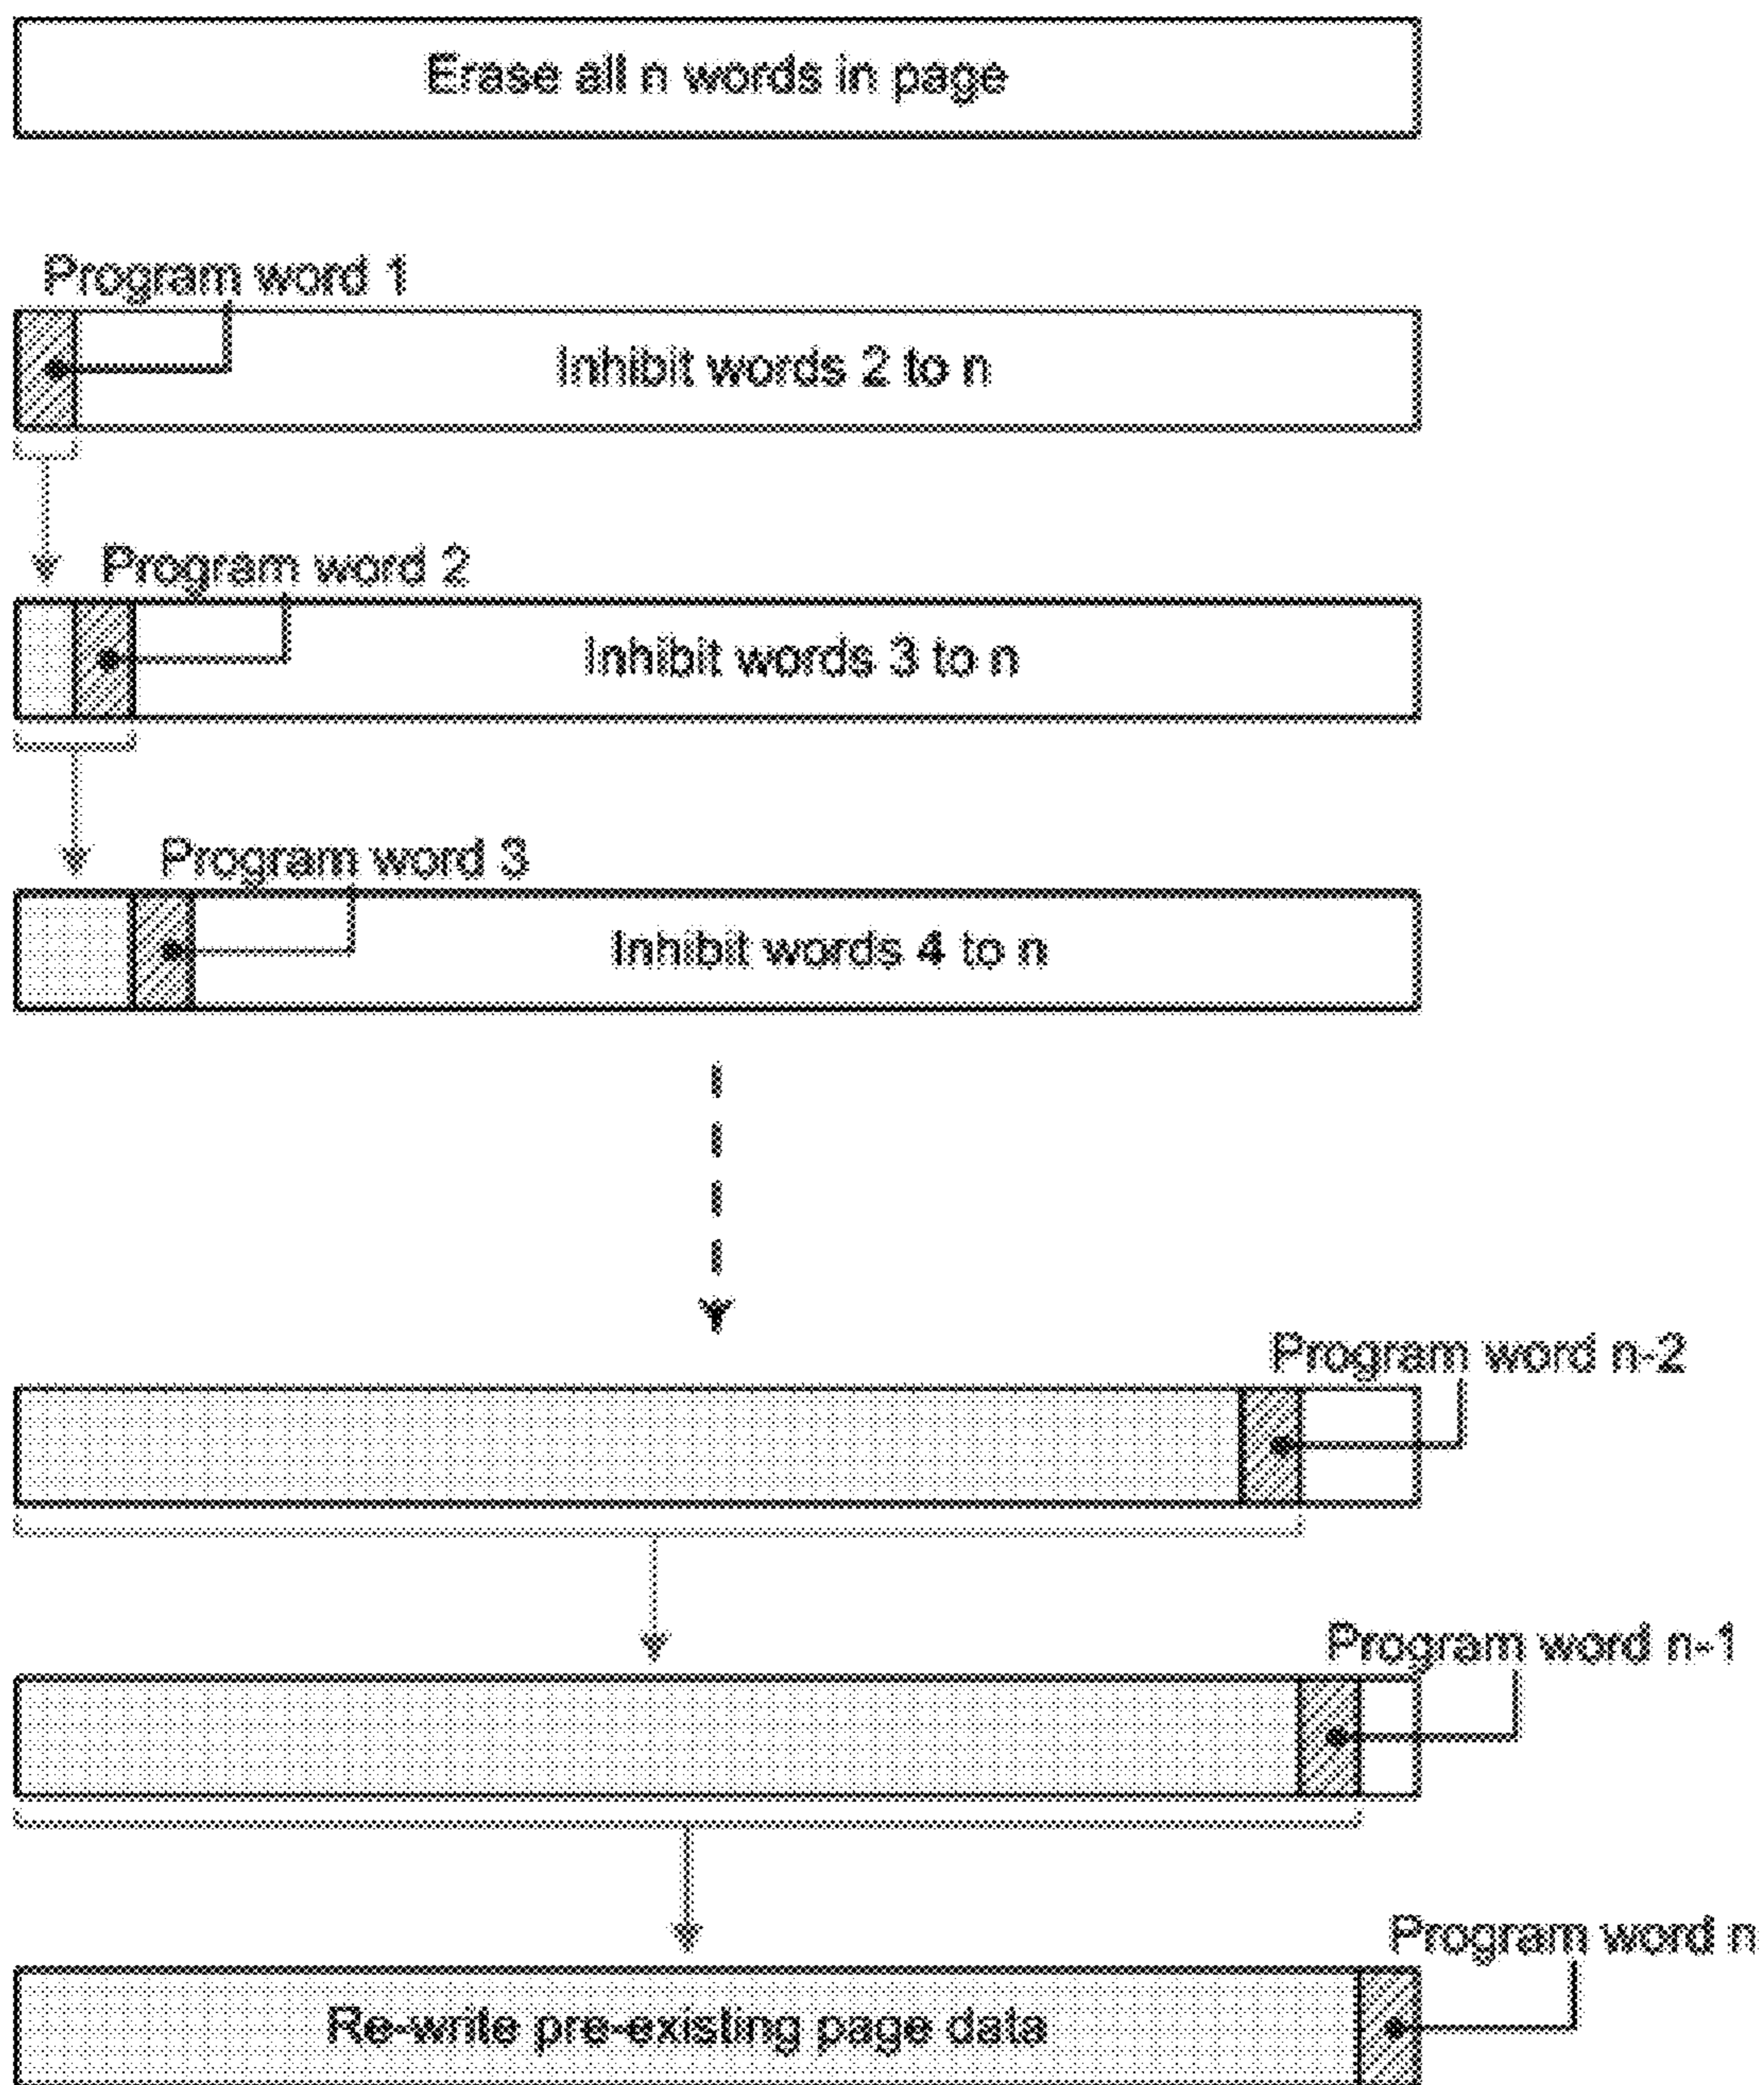 Erase all n words in page
Program word 1
Inhibit words 2 to n
Program word 2
Inhibit words 3 to n
Program word 3
Inhibit words 4 to n
Program word n-2
Program word n-1
Program word n
Re-write pre-existing page data